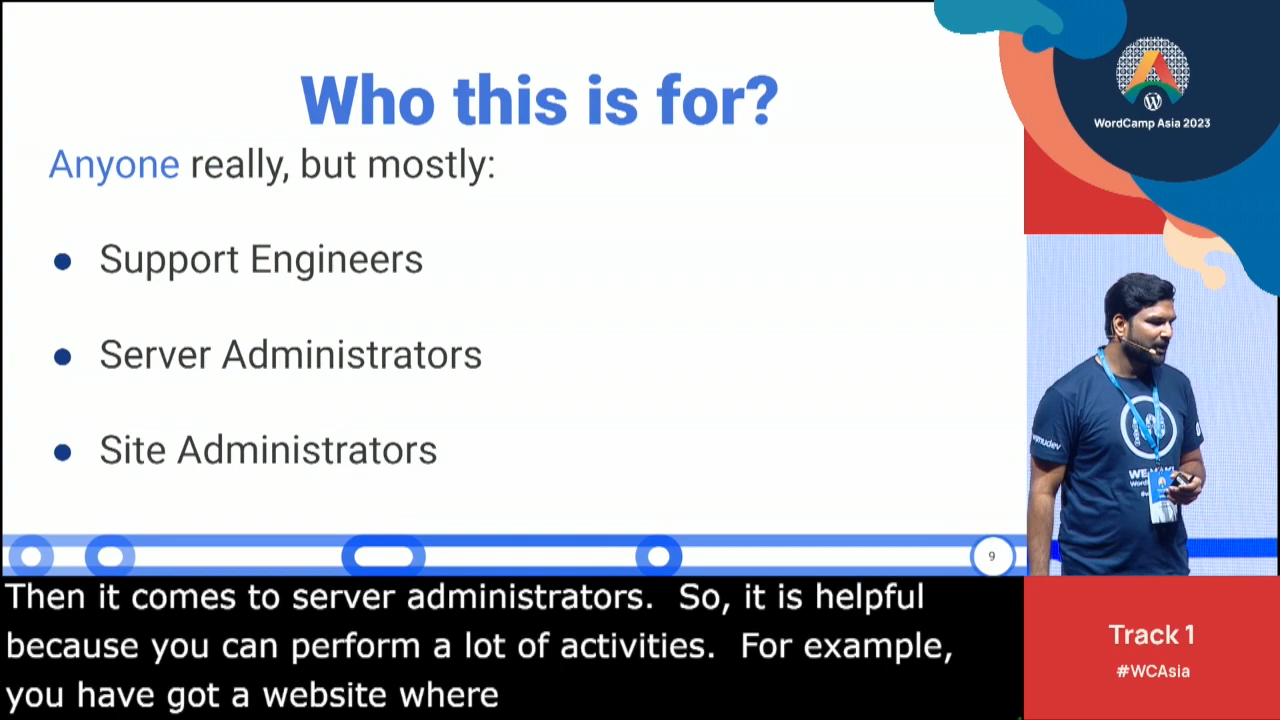 Who this is for?
Anyone really, but mostly:
Support Engineers
Server Administrators
Site Administrators
9
WordCamp Asia 2023
Then it comes to server administrators. So, it is helpful
because you can perform a lot of activities. For example,
you have got a website where
Track 1
#WCAsia